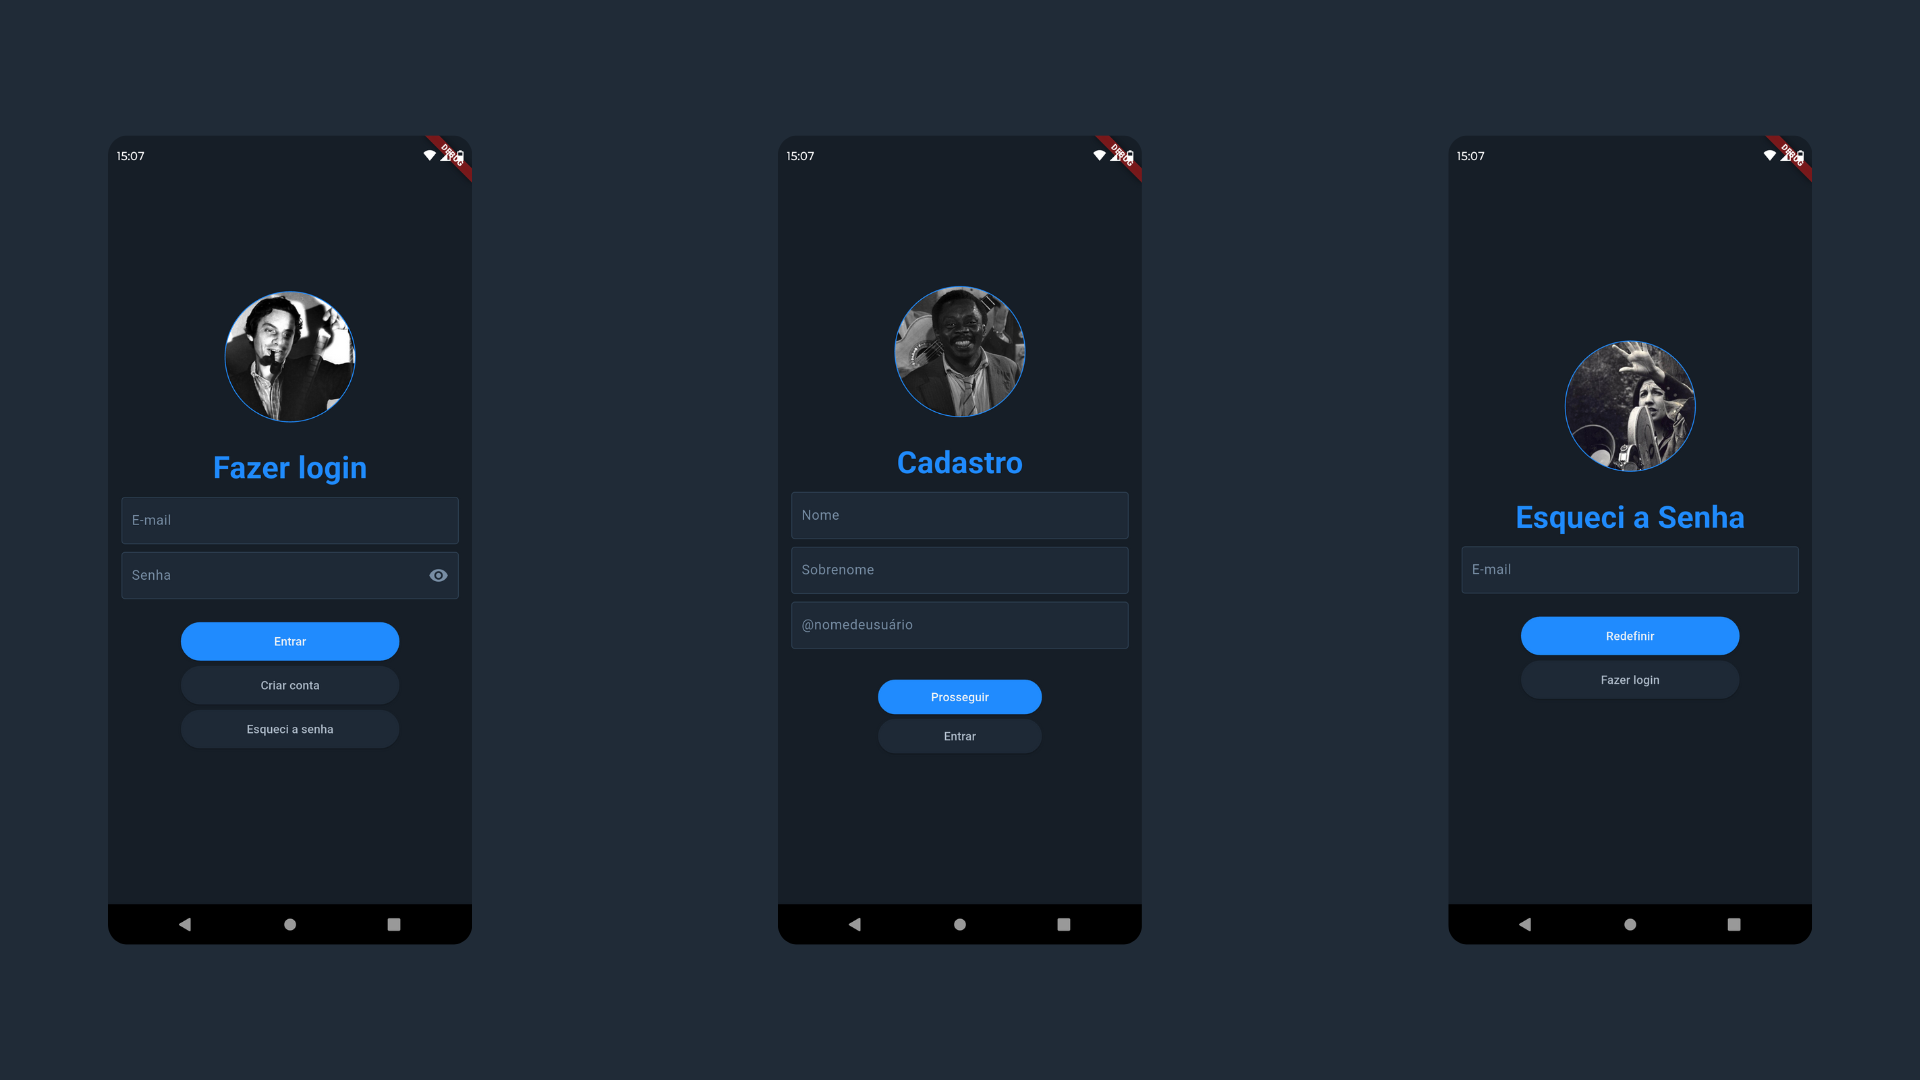 15:07
DEBUG
Fazer login
E-mail
Senha
Entrar
Criar conta
Esqueci a senha
15:07
DEBUG
Cadastro
Nome
Sobrenome
@nomedeusuário
Prosseguir
Entrar
15:07
DEBUG
Esqueci a Senha
E-mail
Redefinir
Fazer login